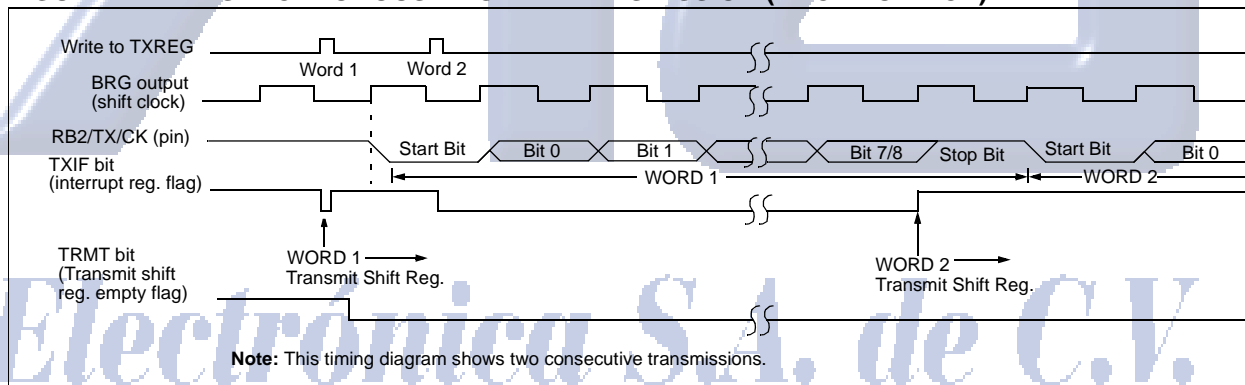 Write to TXREG
Word 1
Word 2
BRG output
(shift clock)
RB2/TX/CK (pin)
Start Bit
Bit 0
Bit 1
Bit 7/8
Stop Bit
Start Bit
Bit 0
TXIF bit
(interrupt reg. flag)
WORD 1
WORD 2
TRMT bit
(Transmit shift
reg. empty flag)
WORD 1
Transmit Shift Reg.
WORD 2
Transmit Shift Reg.
Electrónica S.A. de C.V.
Note: This timing diagram shows two consecutive transmissions.